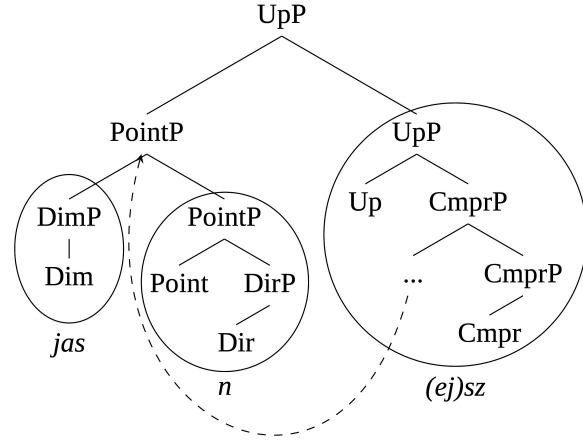 UpP
PointP UpP
DimP PointP Up CmprP
Dim Point DirP ... CmprP
jas Dir Cmpr
n (ej)sz